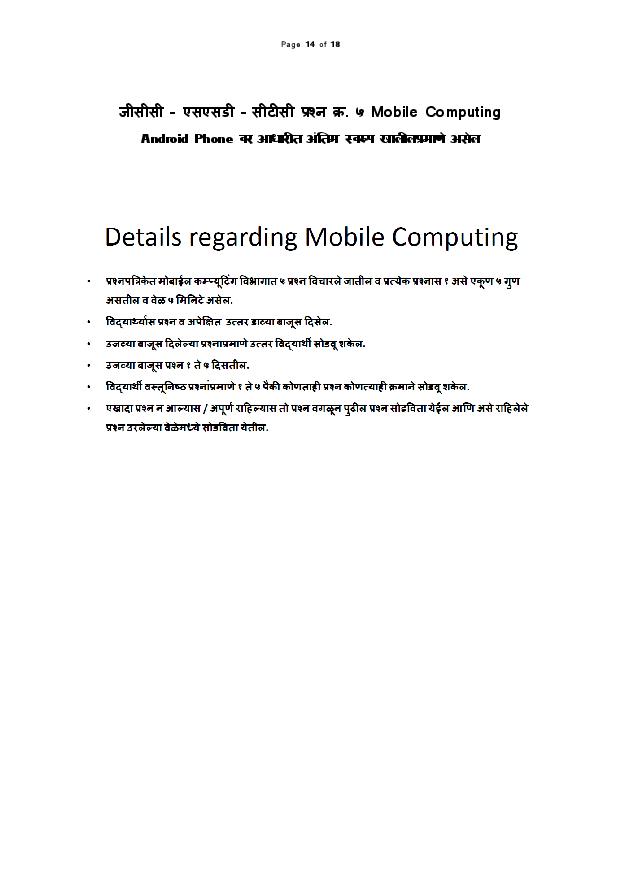 Page 14 of 18
जीसीसी – एसएसडी – सीटीसी प्रश्न क्र. ५ Mobile Computing
Android Phone वर आधारीत अंतिम स्वरूप खालीलप्रमाणे असेल
Details regarding Mobile Computing
• प्रश्नपत्रिकेत मोबाईल कम्प्यूटिंग विभागात ५ प्रश्न विचारले जातील व प्रत्येक प्रश्नास १ असे एकूण ५ गुण
असतील व वेळ ५ मिनिटे असेल.
• विद्यार्थ्यास प्रश्न व अपेक्षित उत्तर डाव्या बाजूस दिसेल.
• उजव्या बाजूस दिलेल्या प्रश्नाप्रमाणे उत्तर विद्यार्थी सोडवू शकेल.
• उजव्या बाजूस प्रश्न १ ते ५ दिसतील.
• विद्यार्थी वस्तूनिष्ठ प्रश्नांप्रमाणे १ ते ५ पैकी कोणताही प्रश्न कोणत्याही क्रमाने सोडवू शकेल.
• एखादा प्रश्न न आल्यास / अपूर्ण राहिल्यास तो प्रश्न वगळून पुढील प्रश्न सोडविता येईल आणि असे राहिलेले
प्रश्न उरलेल्या वेळेमध्ये सोडविता येतील.